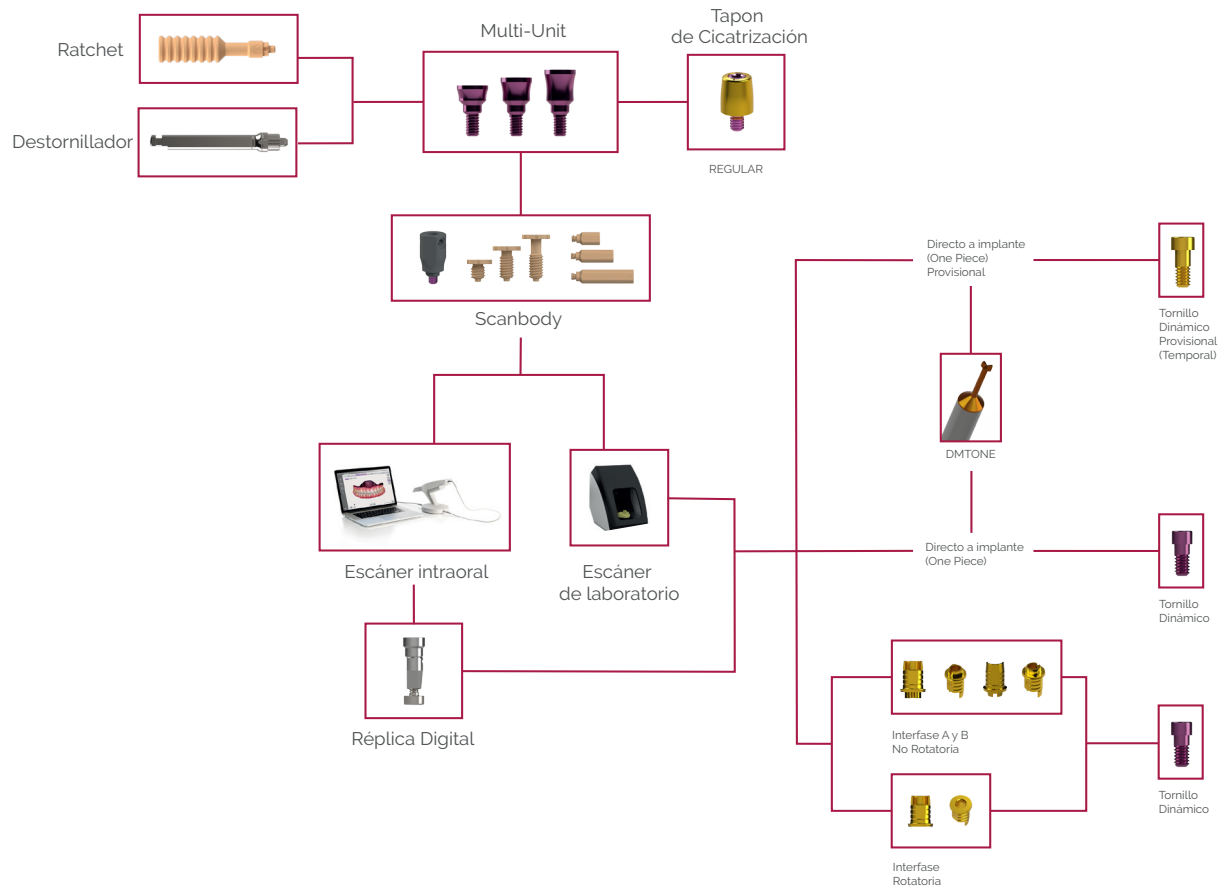 Ratchet
Destornillador
Multi-Unit
Tapon
de Cicatrización
REGULAR
Scanbody
Escáner intraoral
Escáner
de laboratorio
Réplica Digital
Directo a implante
(One Piece)
Provisional
Tornillo
Dinámico
Provisional
(Temporal)
DMTONE
Directo a implante
(One Piece)
Tornillo
Dinámico
Interfase A y B
No Rotatoria
Tornillo
Dinámico
Interfase
Rotatoria